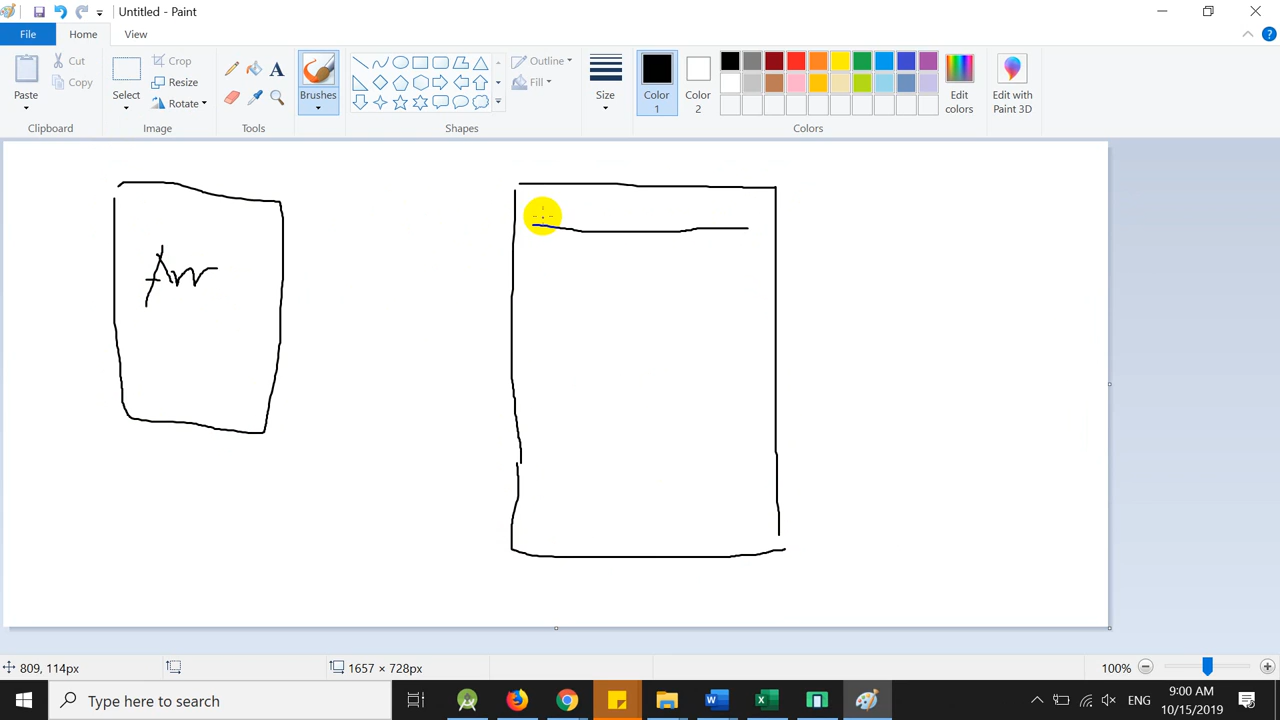 Untitled - Paint
File
Home
View
Paste
Cut
Copy
Clipboard
Select
Crop
Resize
Rotate
Image
A
Tools
Brushes
Shapes
Outline
Fill
Size
Color 1
Color 2
Edit colors
Colors
Edit with Paint 3D
809, 114px
1657 × 728px
100%
Type here to search
ENG
9:00 AM
10/15/2019